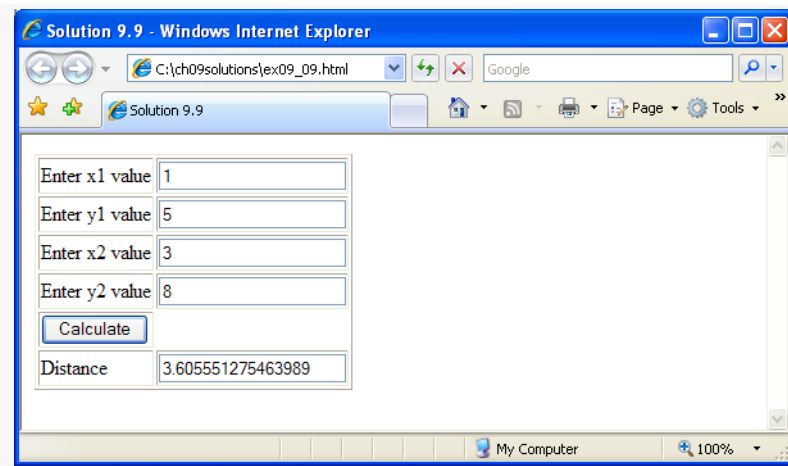 Solution 9.9 - Windows Internet Explorer
C:\ch09solutions\ex09_09.html
Google
Solution 9.9
Page
Tools
»
Enter x1 value 1
Enter y1 value 5
Enter x2 value 3
Enter y2 value 8
Calculate
Distance 3.605551275463989
My Computer
100%